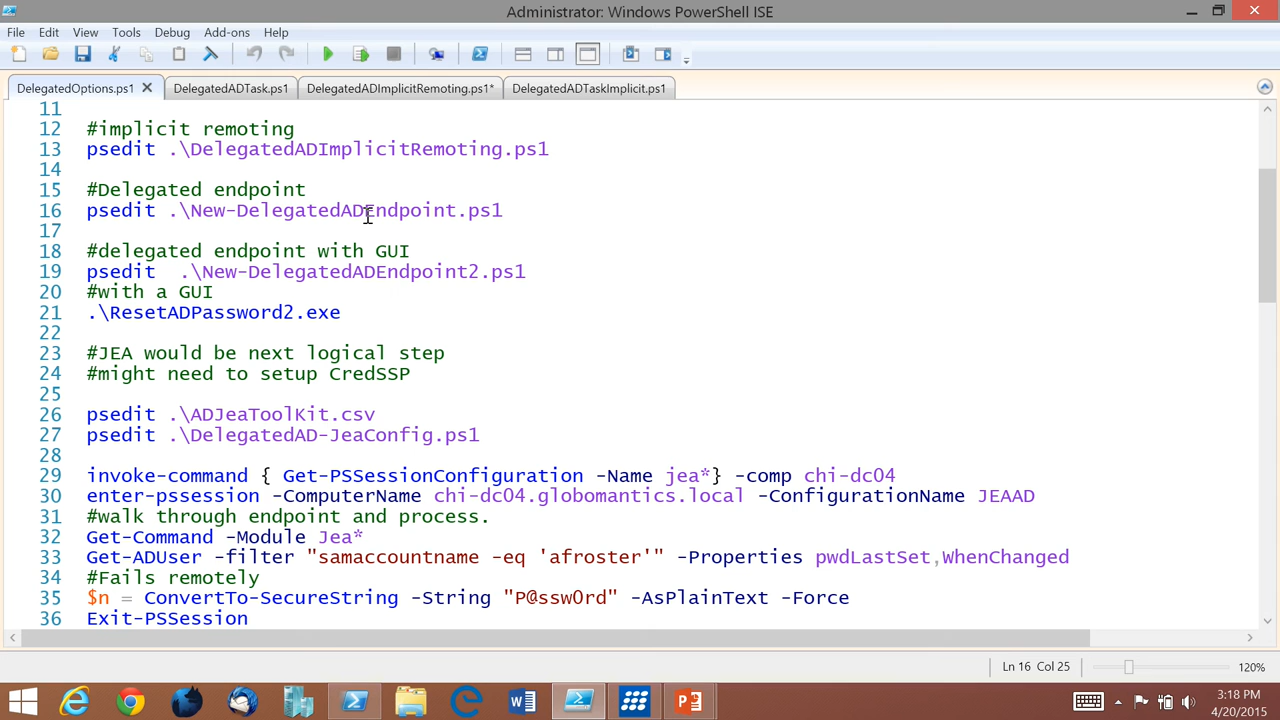 Administrator: Windows PowerShell ISE
File Edit View Tools Debug Add-ons Help
DelegatedOptions.ps1 DelegatedADTask.ps1 DelegatedADImplicitRemoting.ps1* DelegatedADTaskImplicit.ps1
11
12 #implicit remoting
13 psedit .\DelegatedADImplicitRemoting.ps1
14
15 #Delegated endpoint
16 psedit .\New-DelegatedADEndpoint.ps1
17
18 #delegated endpoint with GUI
19 psedit  .\New-DelegatedADEndpoint2.ps1
20 #with a GUI
21 .\ResetADPassword2.exe
22
23 #JEA would be next logical step
24 #might need to setup CredSSP
25
26 psedit .\ADJeaToolKit.csv
27 psedit .\DelegatedAD-JeaConfig.ps1
28
29 invoke-command { Get-PSSessionConfiguration -Name jea*} -comp chi-dc04
30 enter-pssession -ComputerName chi-dc04.globomantics.local -ConfigurationName JEAAD
31 #walk through endpoint and process.
32 Get-Command -Module Jea*
33 Get-ADUser -filter "samaccountname -eq 'afroster'" -Properties pwdLastSet,WhenChanged
34 #Fails remotely
35 $n = ConvertTo-SecureString -String "P@ssw0rd" -AsPlainText -Force
36 Exit-PSSession
Ln 16 Col 25 120%
3:18 PM
4/20/2015